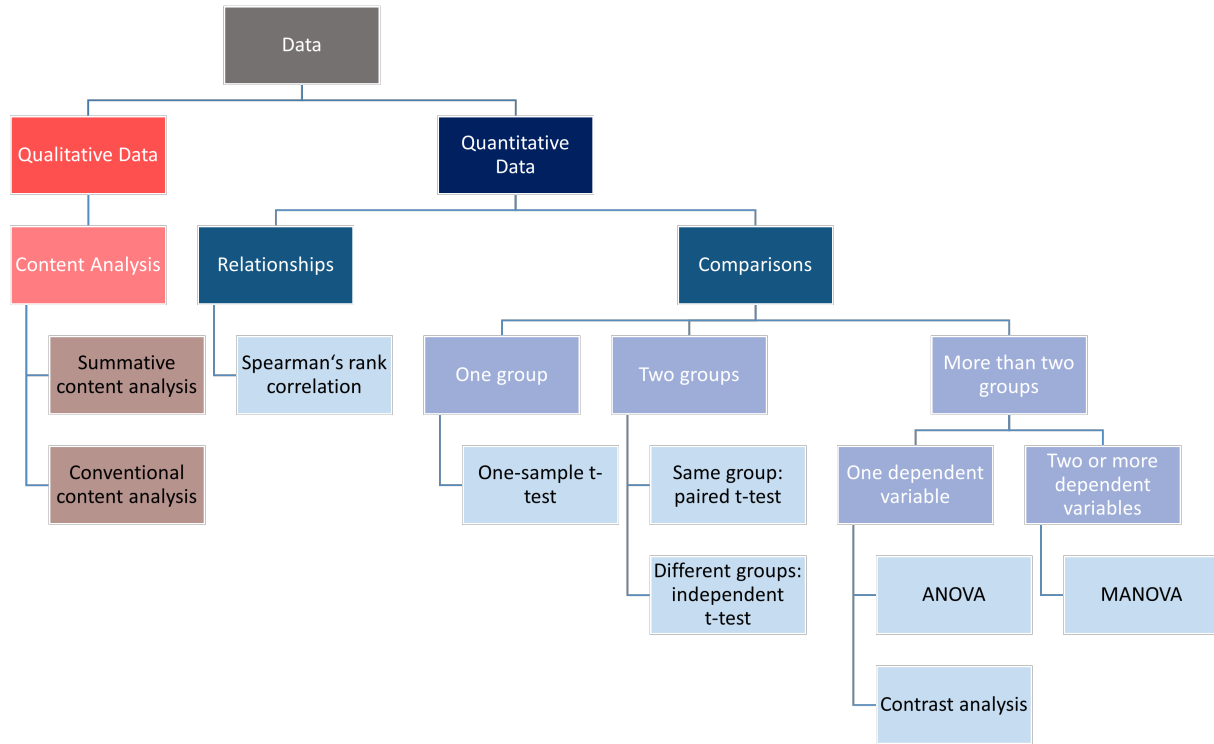 Data
Qualitative Data
Quantitative
Data
Content Analysis
Relationships
Comparisons
Summative
content analysis
Spearman‘s rank
correlation
One group
Two groups
More than two
groups
Conventional
content analysis
One-sample t-
test
Same group:
paired t-test
One dependent
variable
Two or more
dependent
variables
Different groups:
independent
t-test
ANOVA
MANOVA
Contrast analysis